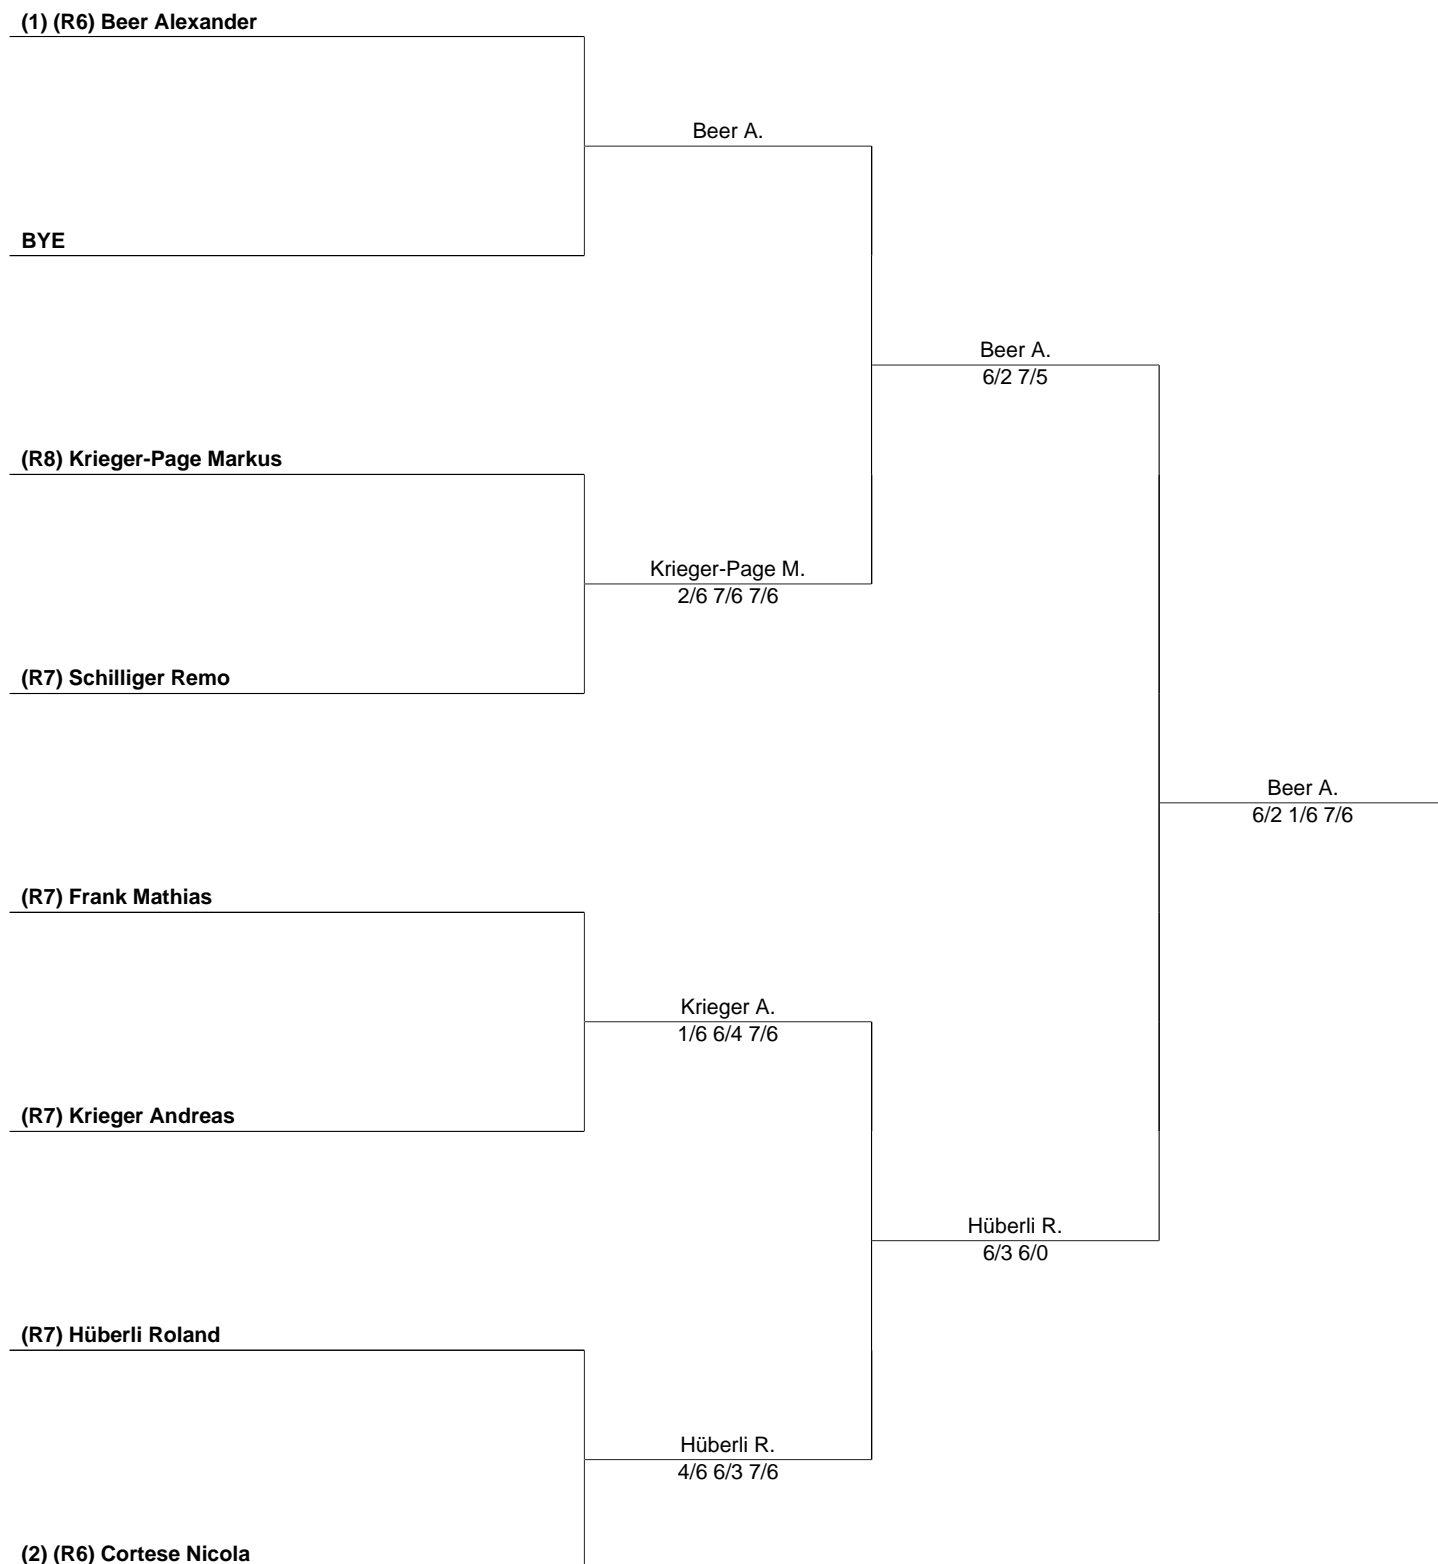 (1) (R6) Beer Alexander
Beer A.
BYE
Beer A.
6/2 7/5
(R8) Krieger-Page Markus
Krieger-Page M.
2/6 7/6 7/6
(R7) Schilliger Remo
Beer A.
6/2 1/6 7/6
(R7) Frank Mathias
Krieger A.
1/6 6/4 7/6
(R7) Krieger Andreas
Hüberli R.
6/3 6/0
(R7) Hüberli Roland
Hüberli R.
4/6 6/3 7/6
(2) (R6) Cortese Nicola